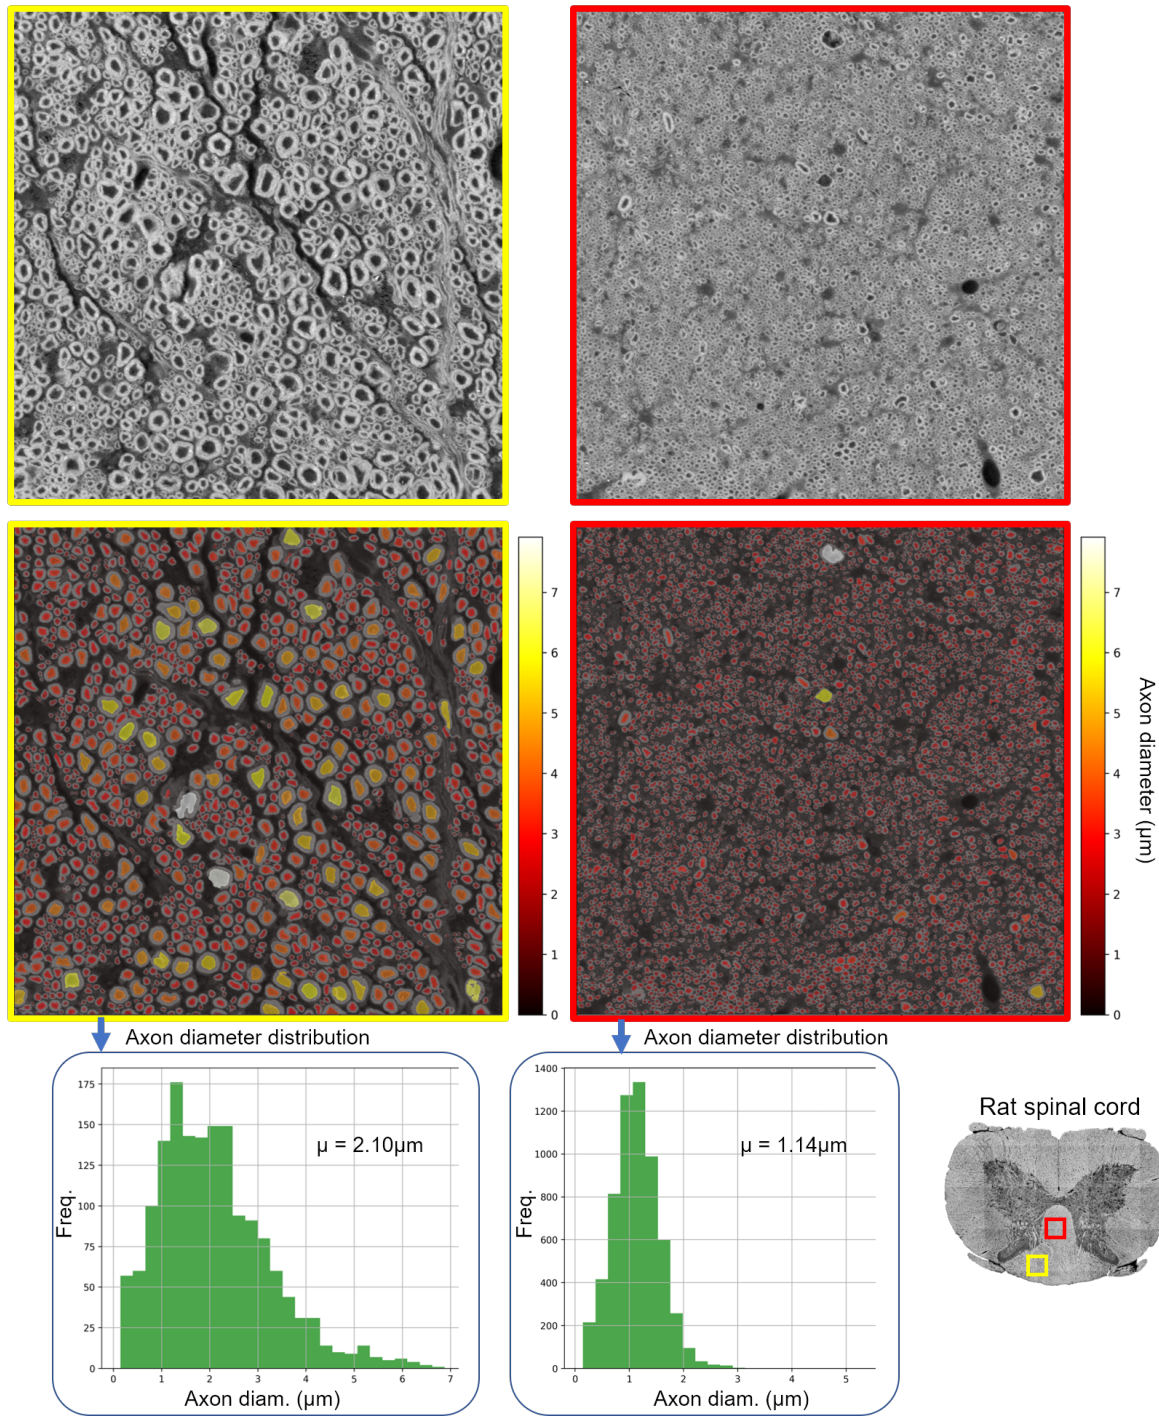 7
6
5
4
3
2
1
0
7
6
5
4
3
2
1
0
Axon diameter (µm)
Axon diameter distribution
Axon diameter distribution
175
150
125
100
75
50
25
0
Freq.
µ = 2.10µm
0 1 2 3 4 5 6 7
Axon diam. (µm)
1400
1200
1000
800
600
400
200
0
Freq.
µ = 1.14µm
0 1 2 3 4 5
Axon diam. (µm)
Rat spinal cord